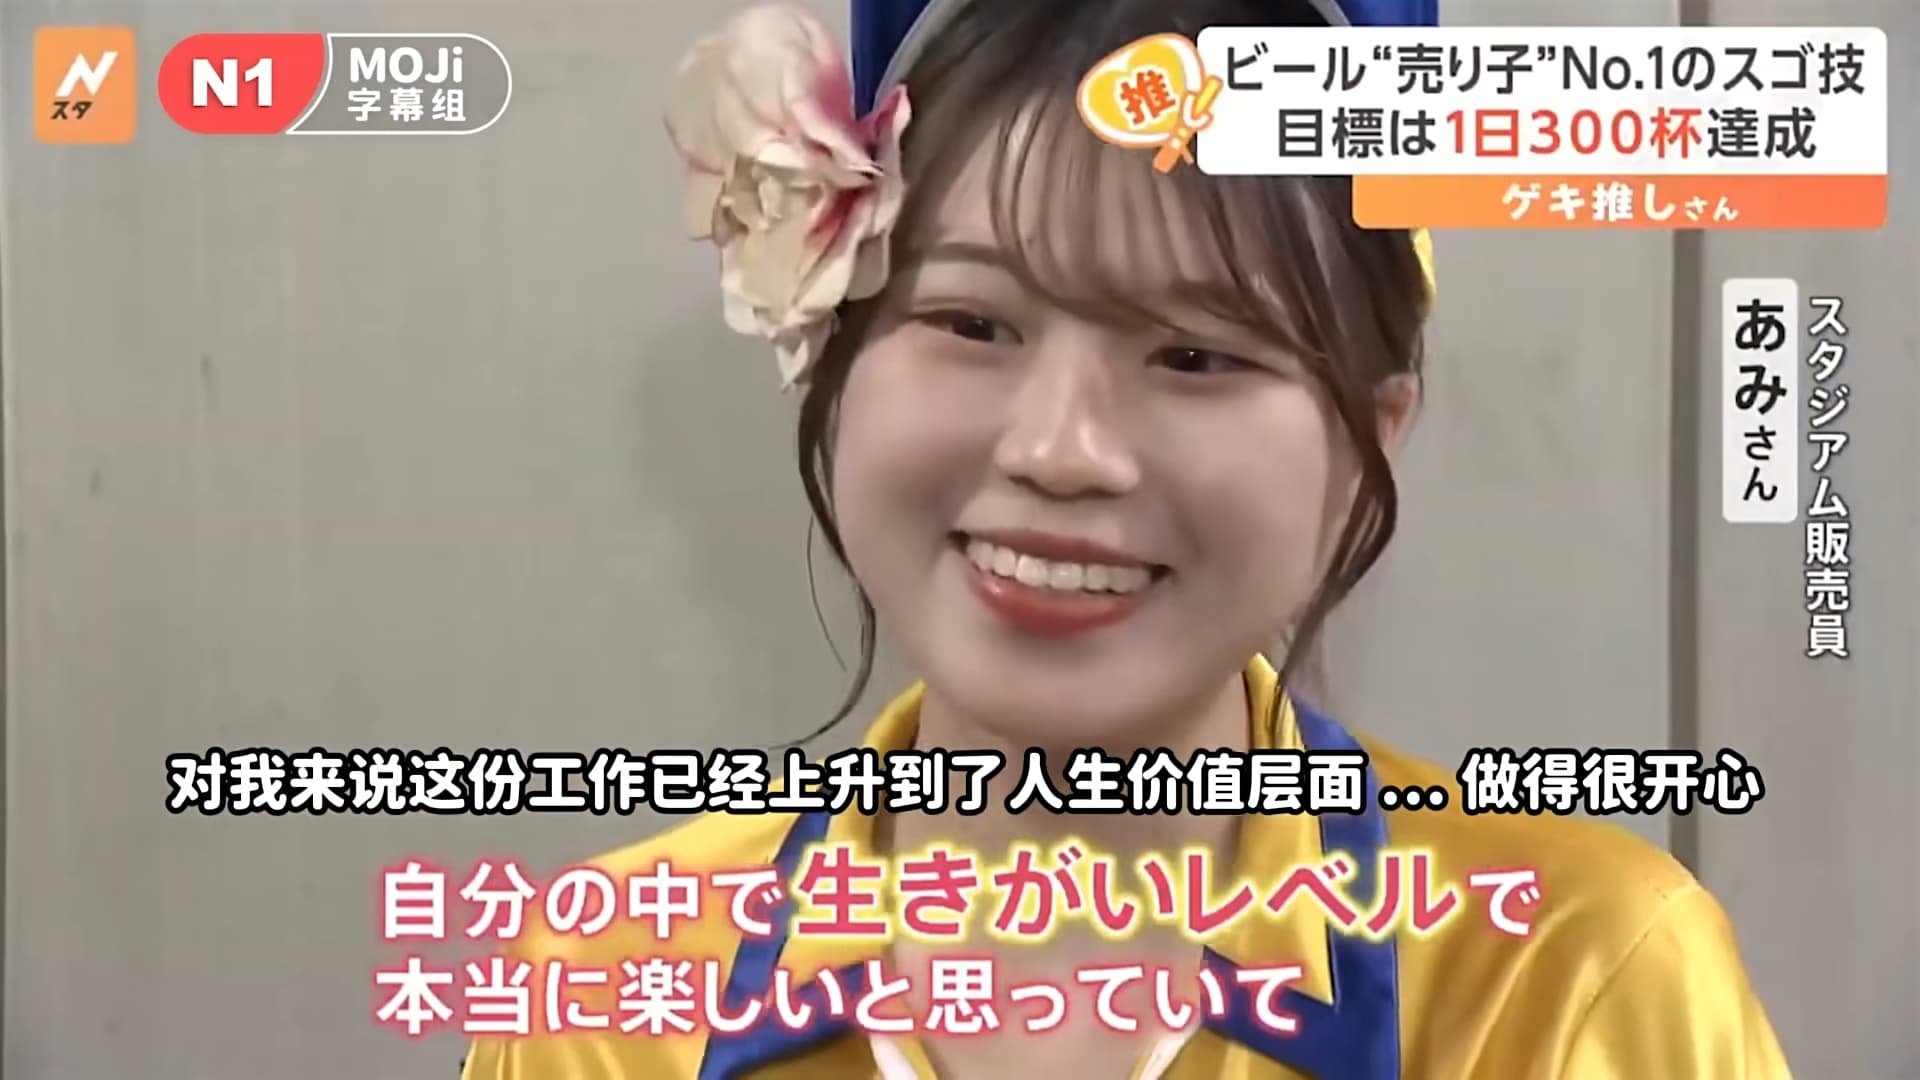 N
スタ
N1
MOJi
字幕组
推し!
ビール“売り子”No.1のスゴ技
目標は1日300杯達成
ゲキ推しさん
スタジアム販売員
あみさん
对我来说这份工作已经上升到了人生价值层面...做得很开心
自分の中で生きがいレベルで
本当に楽しいと思っていて